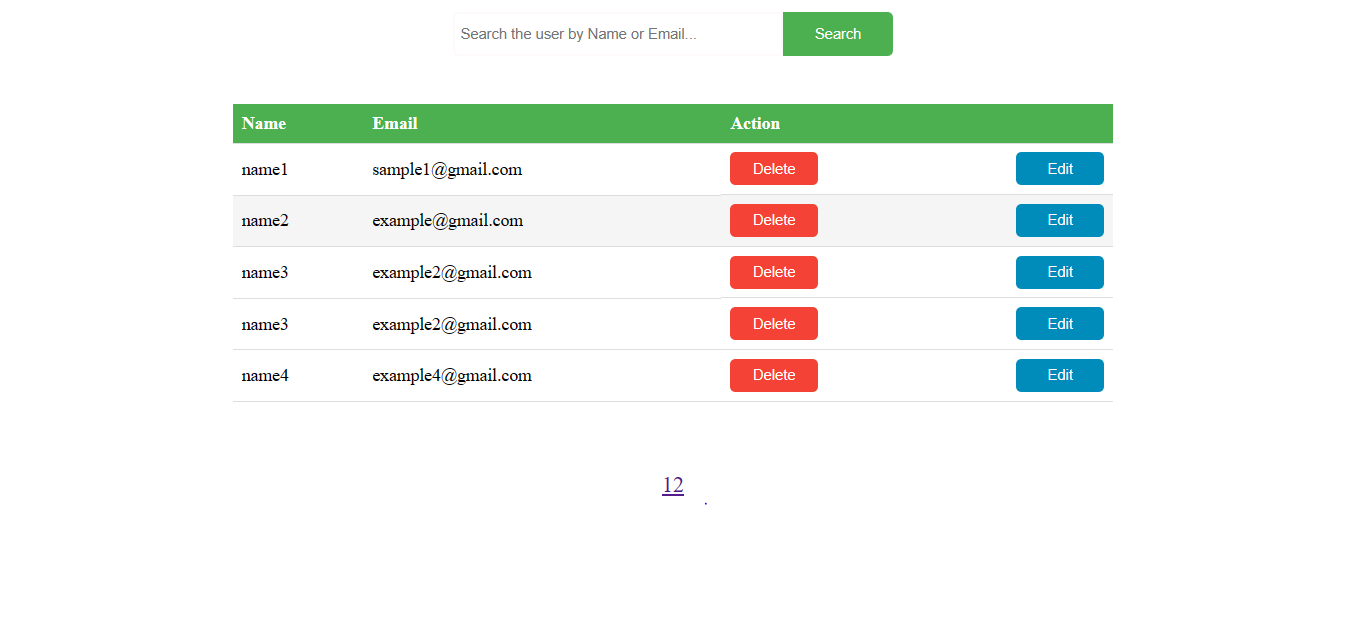 Search the user by Name or Email... Search
Name Email Action
name1 sample1@gmail.com Delete Edit
name2 example@gmail.com Delete Edit
name3 example2@gmail.com Delete Edit
name3 example2@gmail.com Delete Edit
name4 example4@gmail.com Delete Edit
12